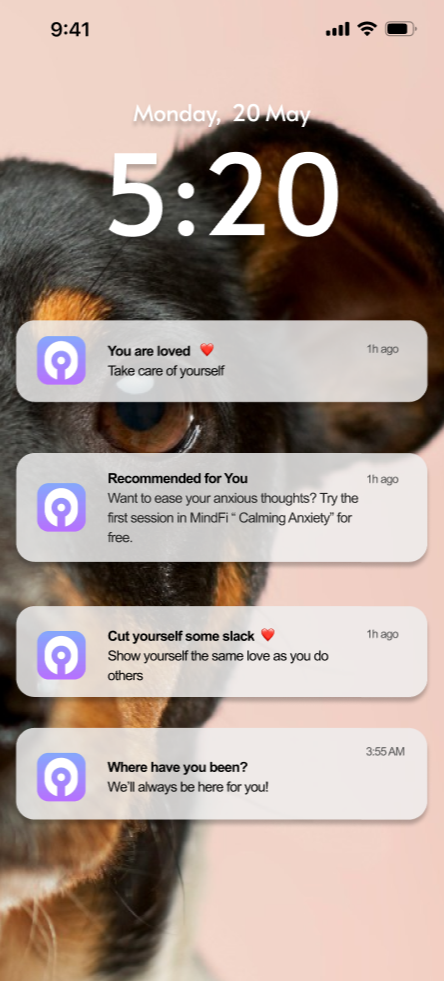 9:41
Monday, 20 May
5:20
You are loved ❤️
1h ago
Take care of yourself
Recommended for You
1h ago
Want to ease your anxious thoughts? Try the
first session in MindFi “ Calming Anxiety” for
free.
Cut yourself some slack ❤️
1h ago
Show yourself the same love as you do
others
3:55 AM
Where have you been?
We’ll always be here for you!